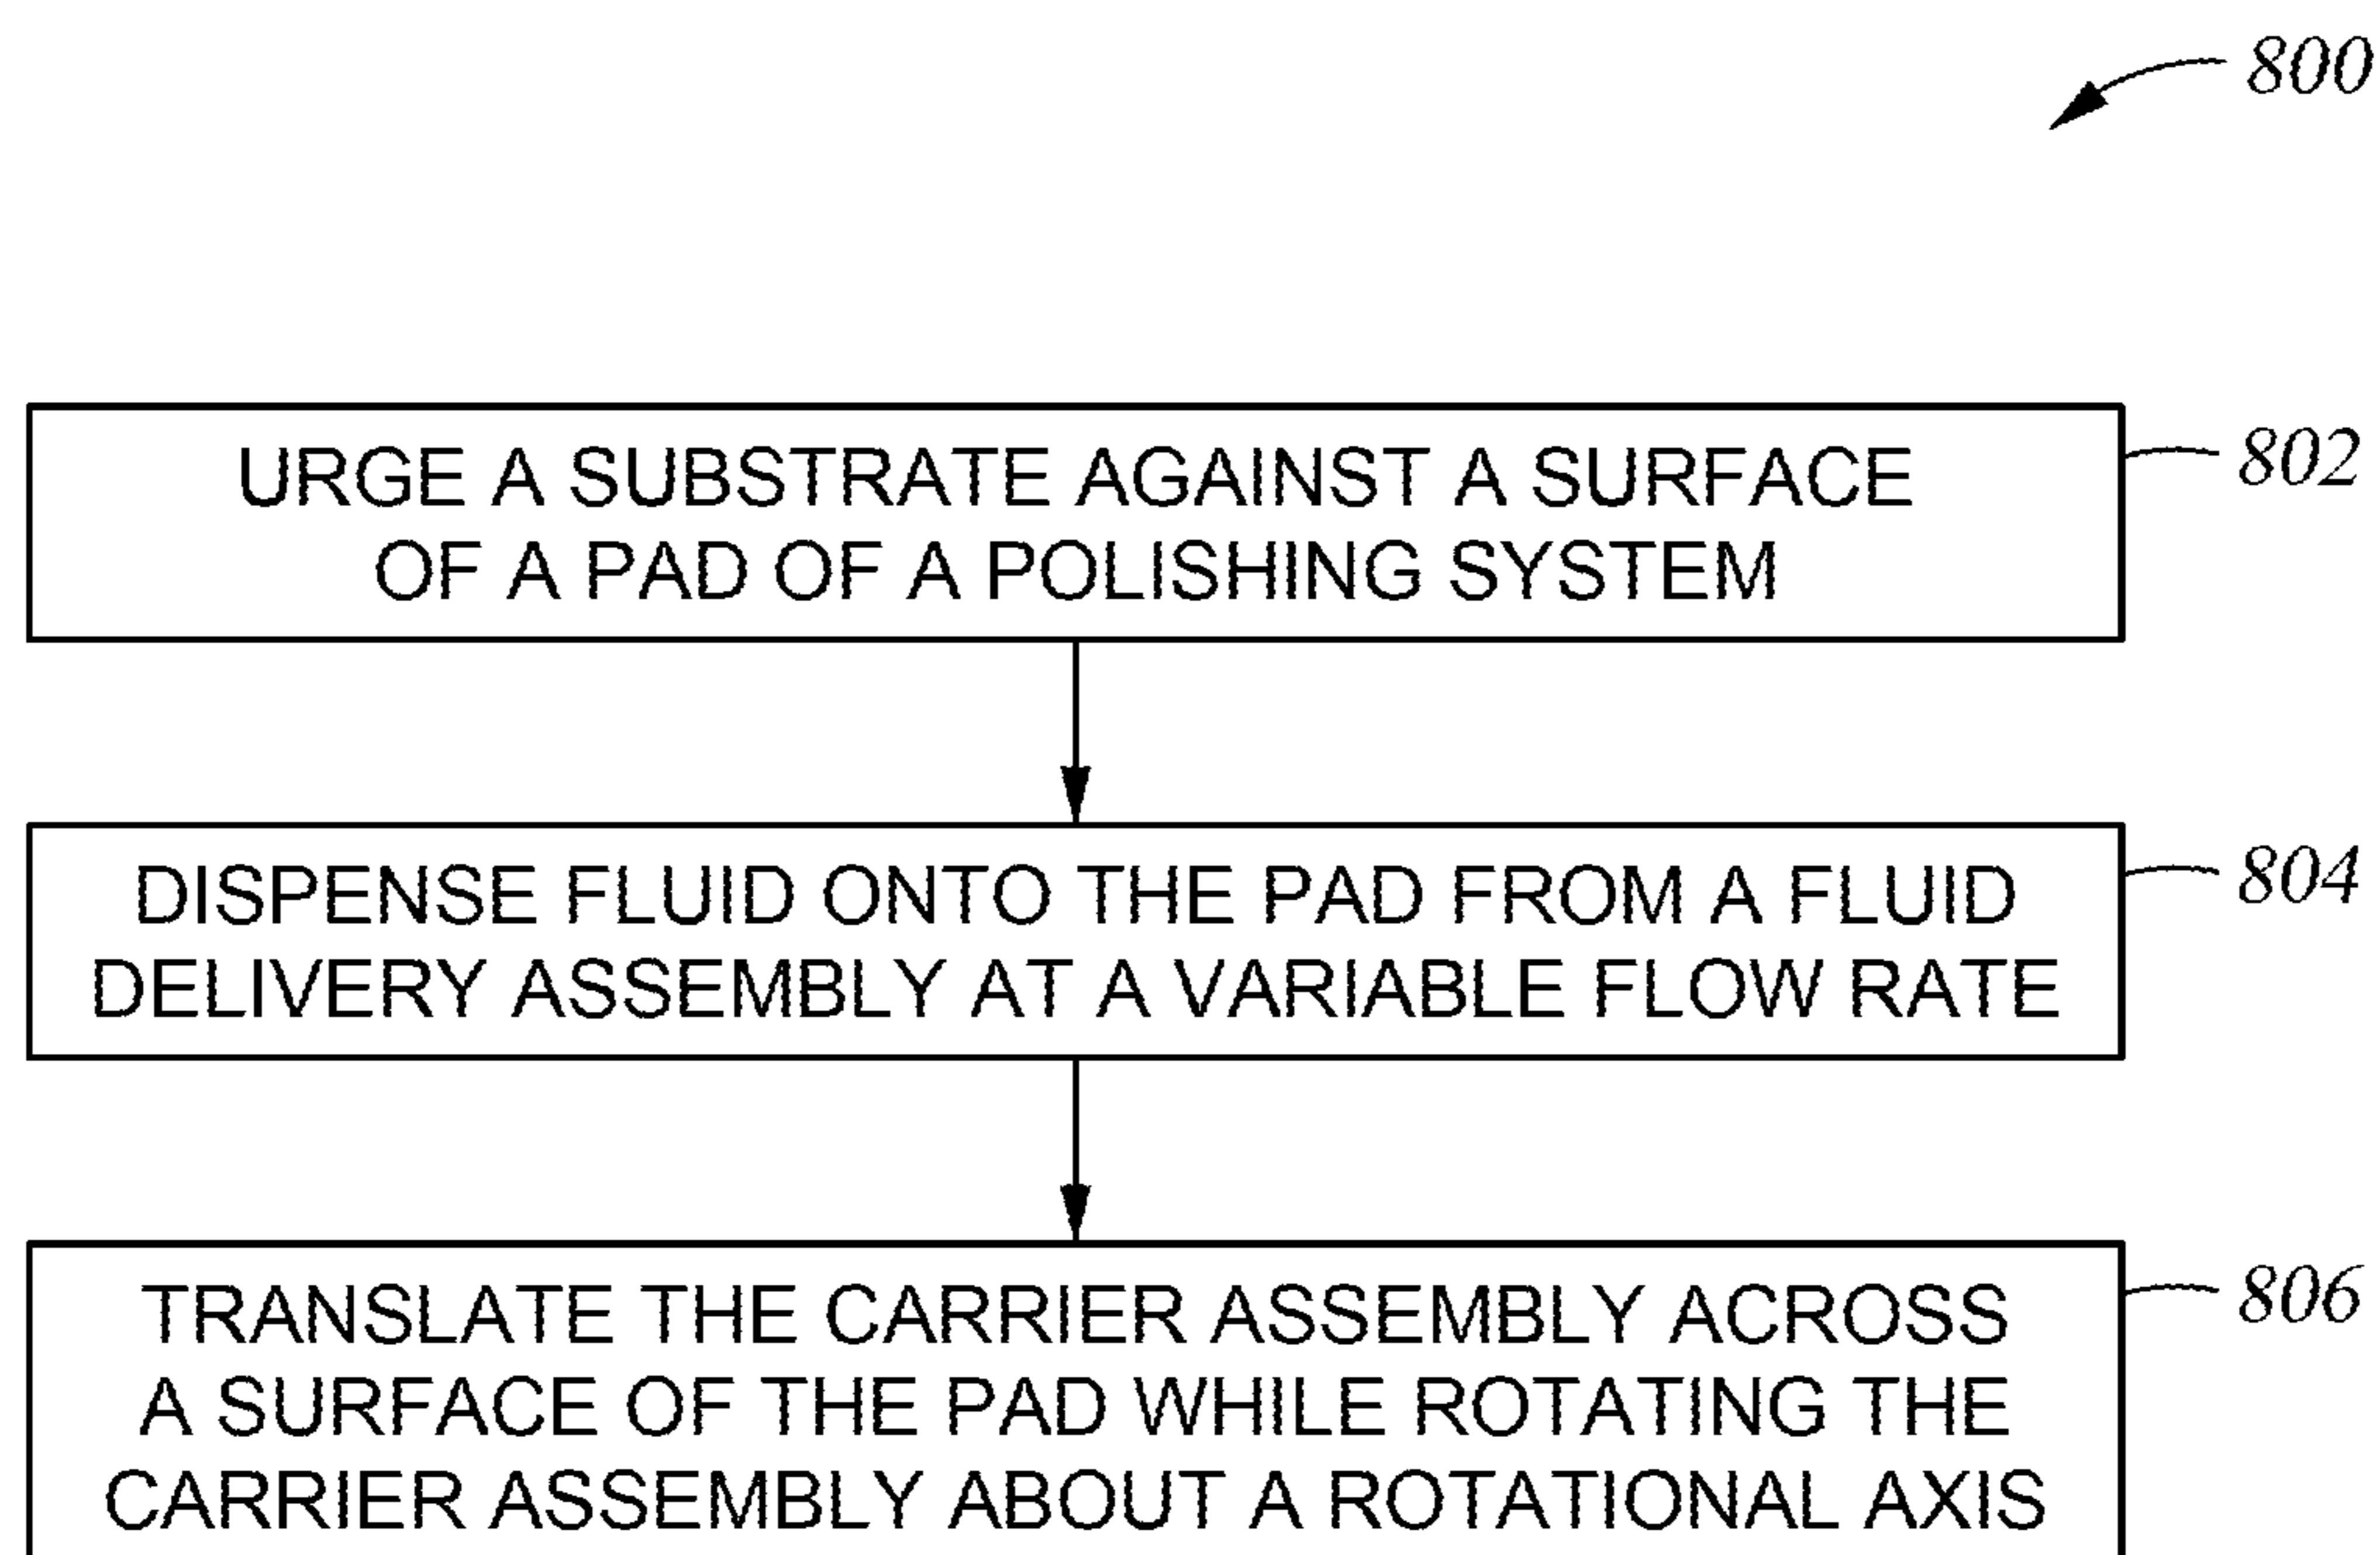 800
URGE A SUBSTRATE AGAINST A SURFACE
OF A PAD OF A POLISHING SYSTEM
802
DISPENSE FLUID ONTO THE PAD FROM A FLUID
DELIVERY ASSEMBLY AT A VARIABLE FLOW RATE
804
TRANSLATE THE CARRIER ASSEMBLY ACROSS
A SURFACE OF THE PAD WHILE ROTATING THE
CARRIER ASSEMBLY ABOUT A ROTATIONAL AXIS
806